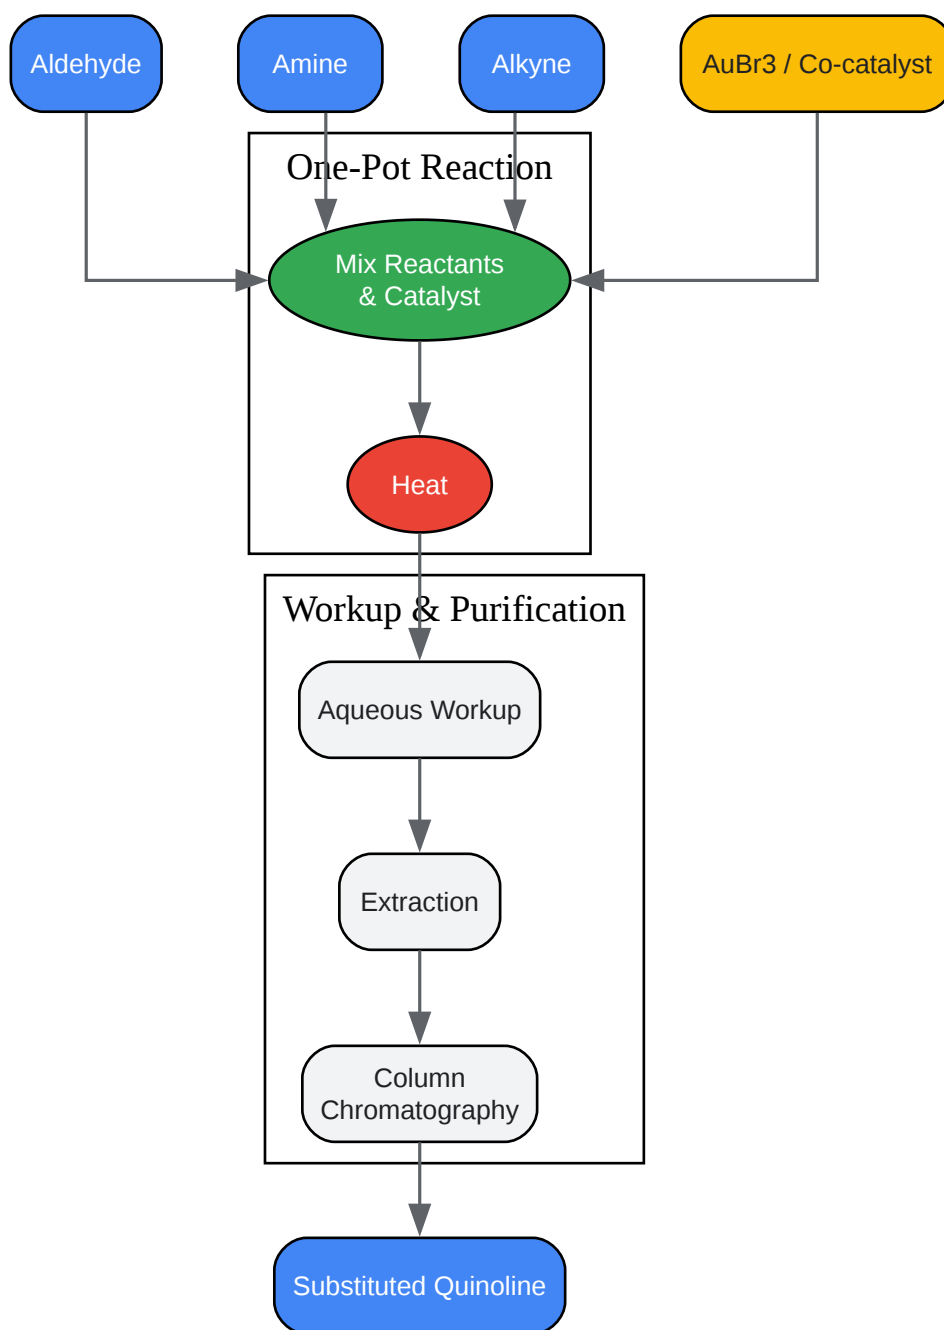 Aldehyde
Amine
Alkyne
AuBr3 / Co-catalyst
One-Pot Reaction
Mix Reactants
& Catalyst
Heat
Workup & Purification
Aqueous Workup
Extraction
Column
Chromatography
Substituted Quinoline